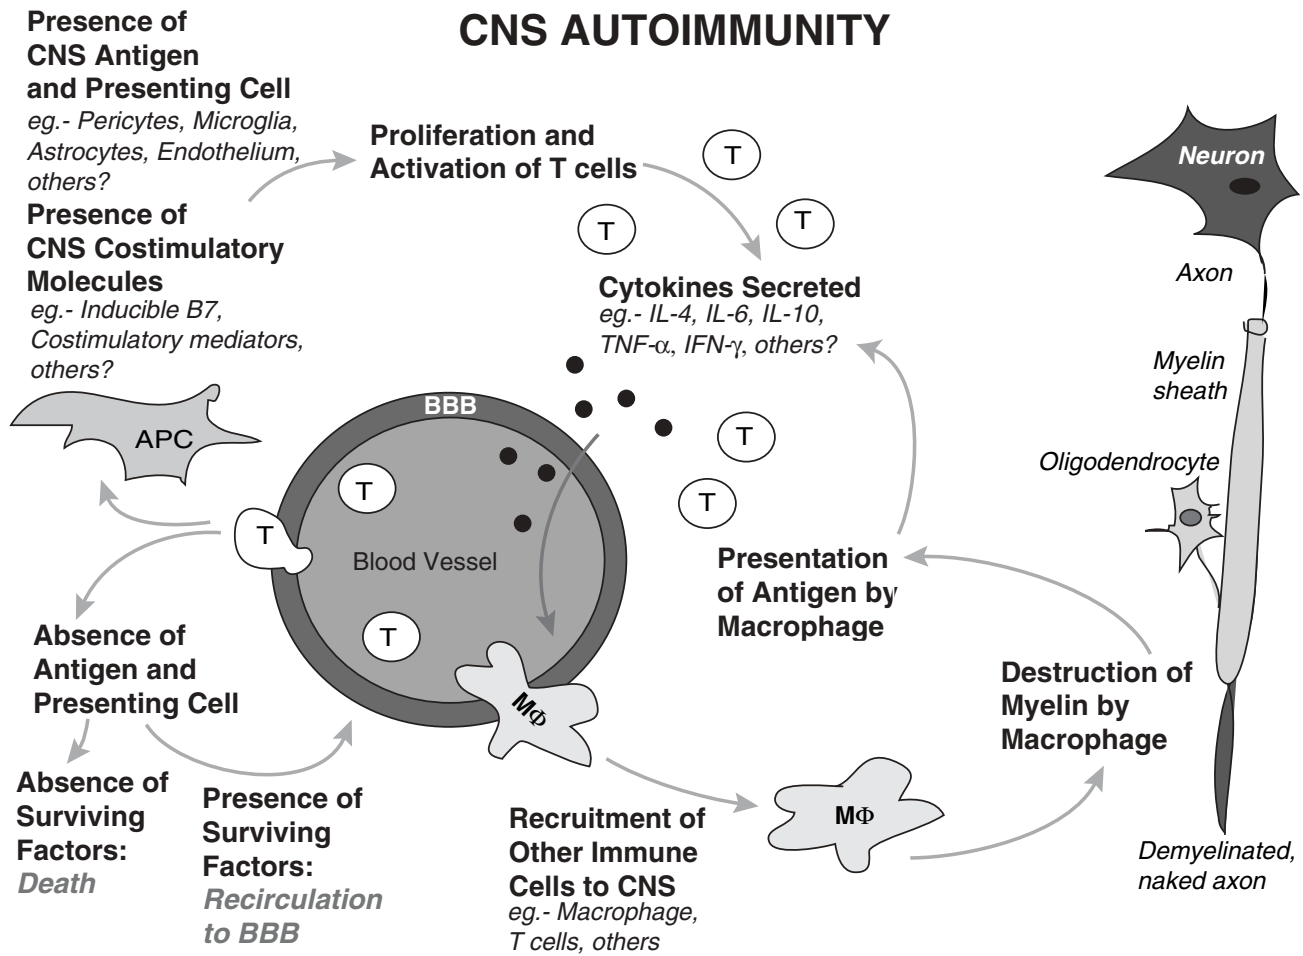 CNS AUTOIMMUNITY
Presence of
CNS Antigen
and Presenting Cell
eg.- Pericytes, Microglia,
Astrocytes, Endothelium,
others?
Presence of
CNS Costimulatory
Molecules
eg.- Inducible B7,
Costimulatory mediators,
others?
APC
Proliferation and
Activation of T cells
T
T
T
Cytokines Secreted
eg.- IL-4, IL-6, IL-10,
TNF-α, IFN-γ, others?
BBB
T
T
T
T
T
Blood Vessel
MΦ
Absence of
Antigen and
Presenting Cell
Absence of
Surviving
Factors:
Death
Presence of
Surviving
Factors:
Recirculation
to BBB
Recruitment of
Other Immune
Cells to CNS
eg.- Macrophage,
T cells, others
MΦ
Destruction of
Myelin by
Macrophage
Presentation
of Antigen by
Macrophage
Neuron
Axon
Myelin
sheath
Oligodendrocyte
Demyelinated,
naked axon